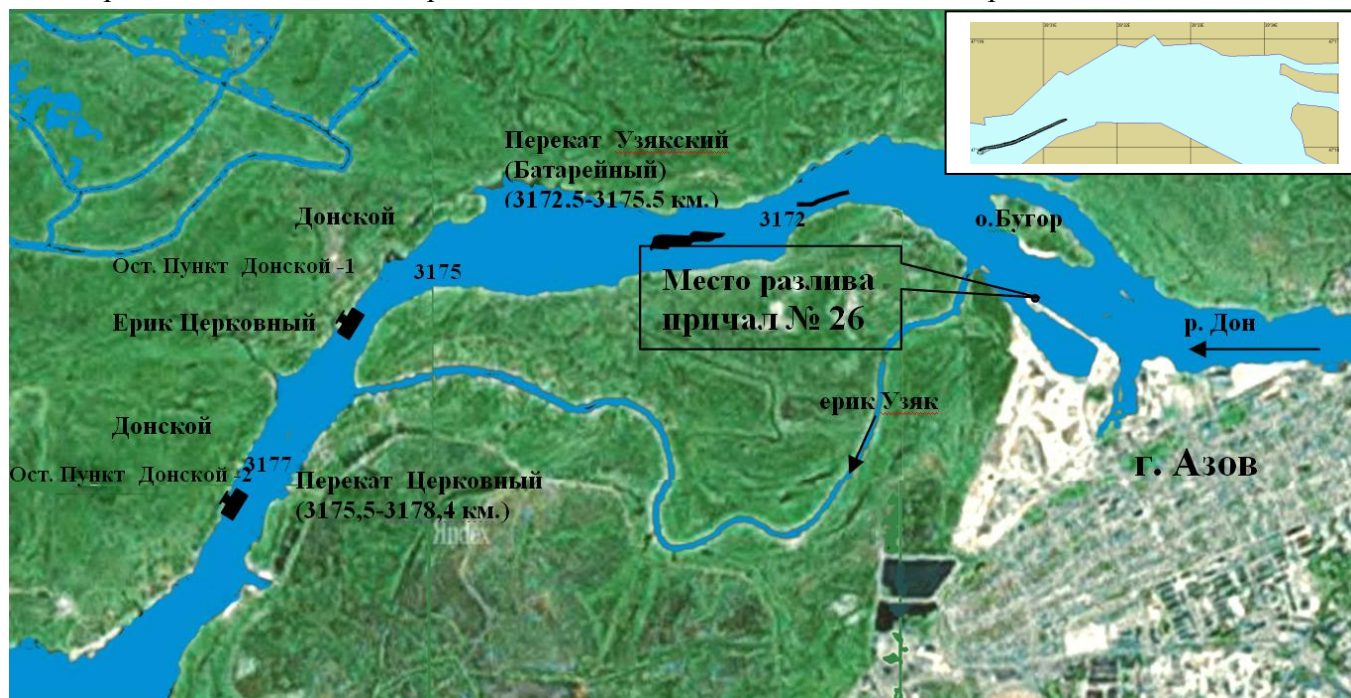 Перекат Узякский
(Батарейный)
(3172,5-3175,5 км.)
Донской
3172
о.Бугор
Ост. Пункт Донской -1
3175
Место разлива
причал № 26
Ерик Церковный
р. Дон
ерик Узяк
Донской
г. Азов
Ост. Пункт Донской -2
3177
Перекат Церковный
(3175,5-3178,4 км.)
Yandex